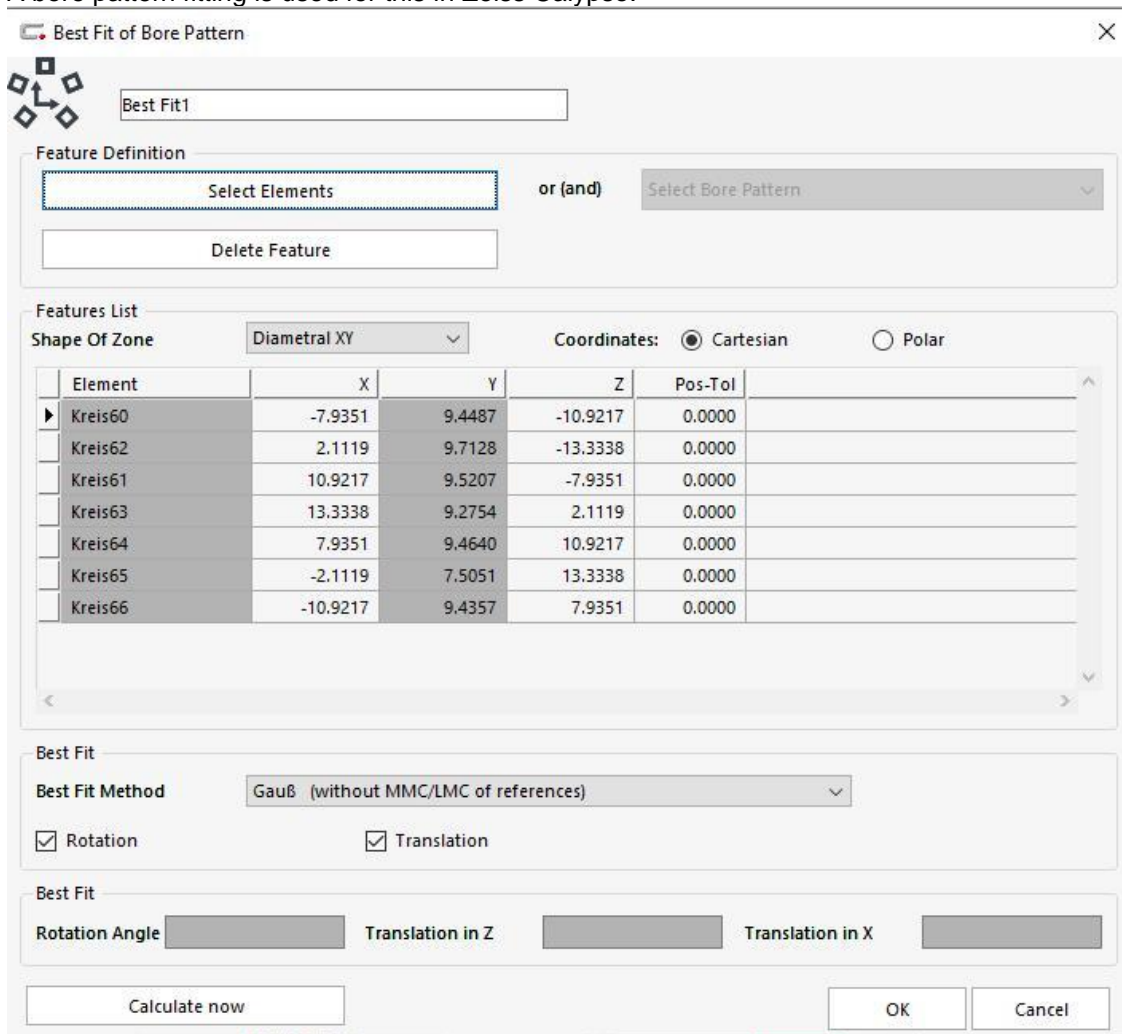 Best Fit of Bore Pattern
Best Fit1
Feature Definition
Select Elements or (and) Select Bore Pattern
Delete Feature
Features List
Shape Of Zone Diametral XY Coordinates: Cartesian Polar
Element X Y Z Pos-Tol
Kreis60 -7.9351 9.4487 -10.9217 0.0000
Kreis62 2.1119 9.7128 -13.3338 0.0000
Kreis61 10.9217 9.5207 -7.9351 0.0000
Kreis63 13.3338 9.2754 2.1119 0.0000
Kreis64 7.9351 9.4640 10.9217 0.0000
Kreis65 -2.1119 7.5051 13.3338 0.0000
Kreis66 -10.9217 9.4357 7.9351 0.0000
Best Fit
Best Fit Method Gauß (without MMC/LMC of references)
Rotation Translation
Best Fit
Rotation Angle Translation in Z Translation in X
Calculate now OK Cancel